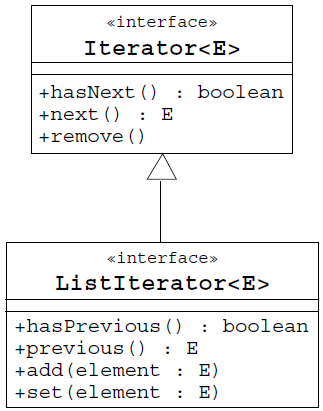 «interface»
Iterator<E>
+hasNext() : boolean
+next() : E
+remove()
«interface»
ListIterator<E>
+hasPrevious() : boolean
+previous() : E
+add(element : E)
+set(element : E)